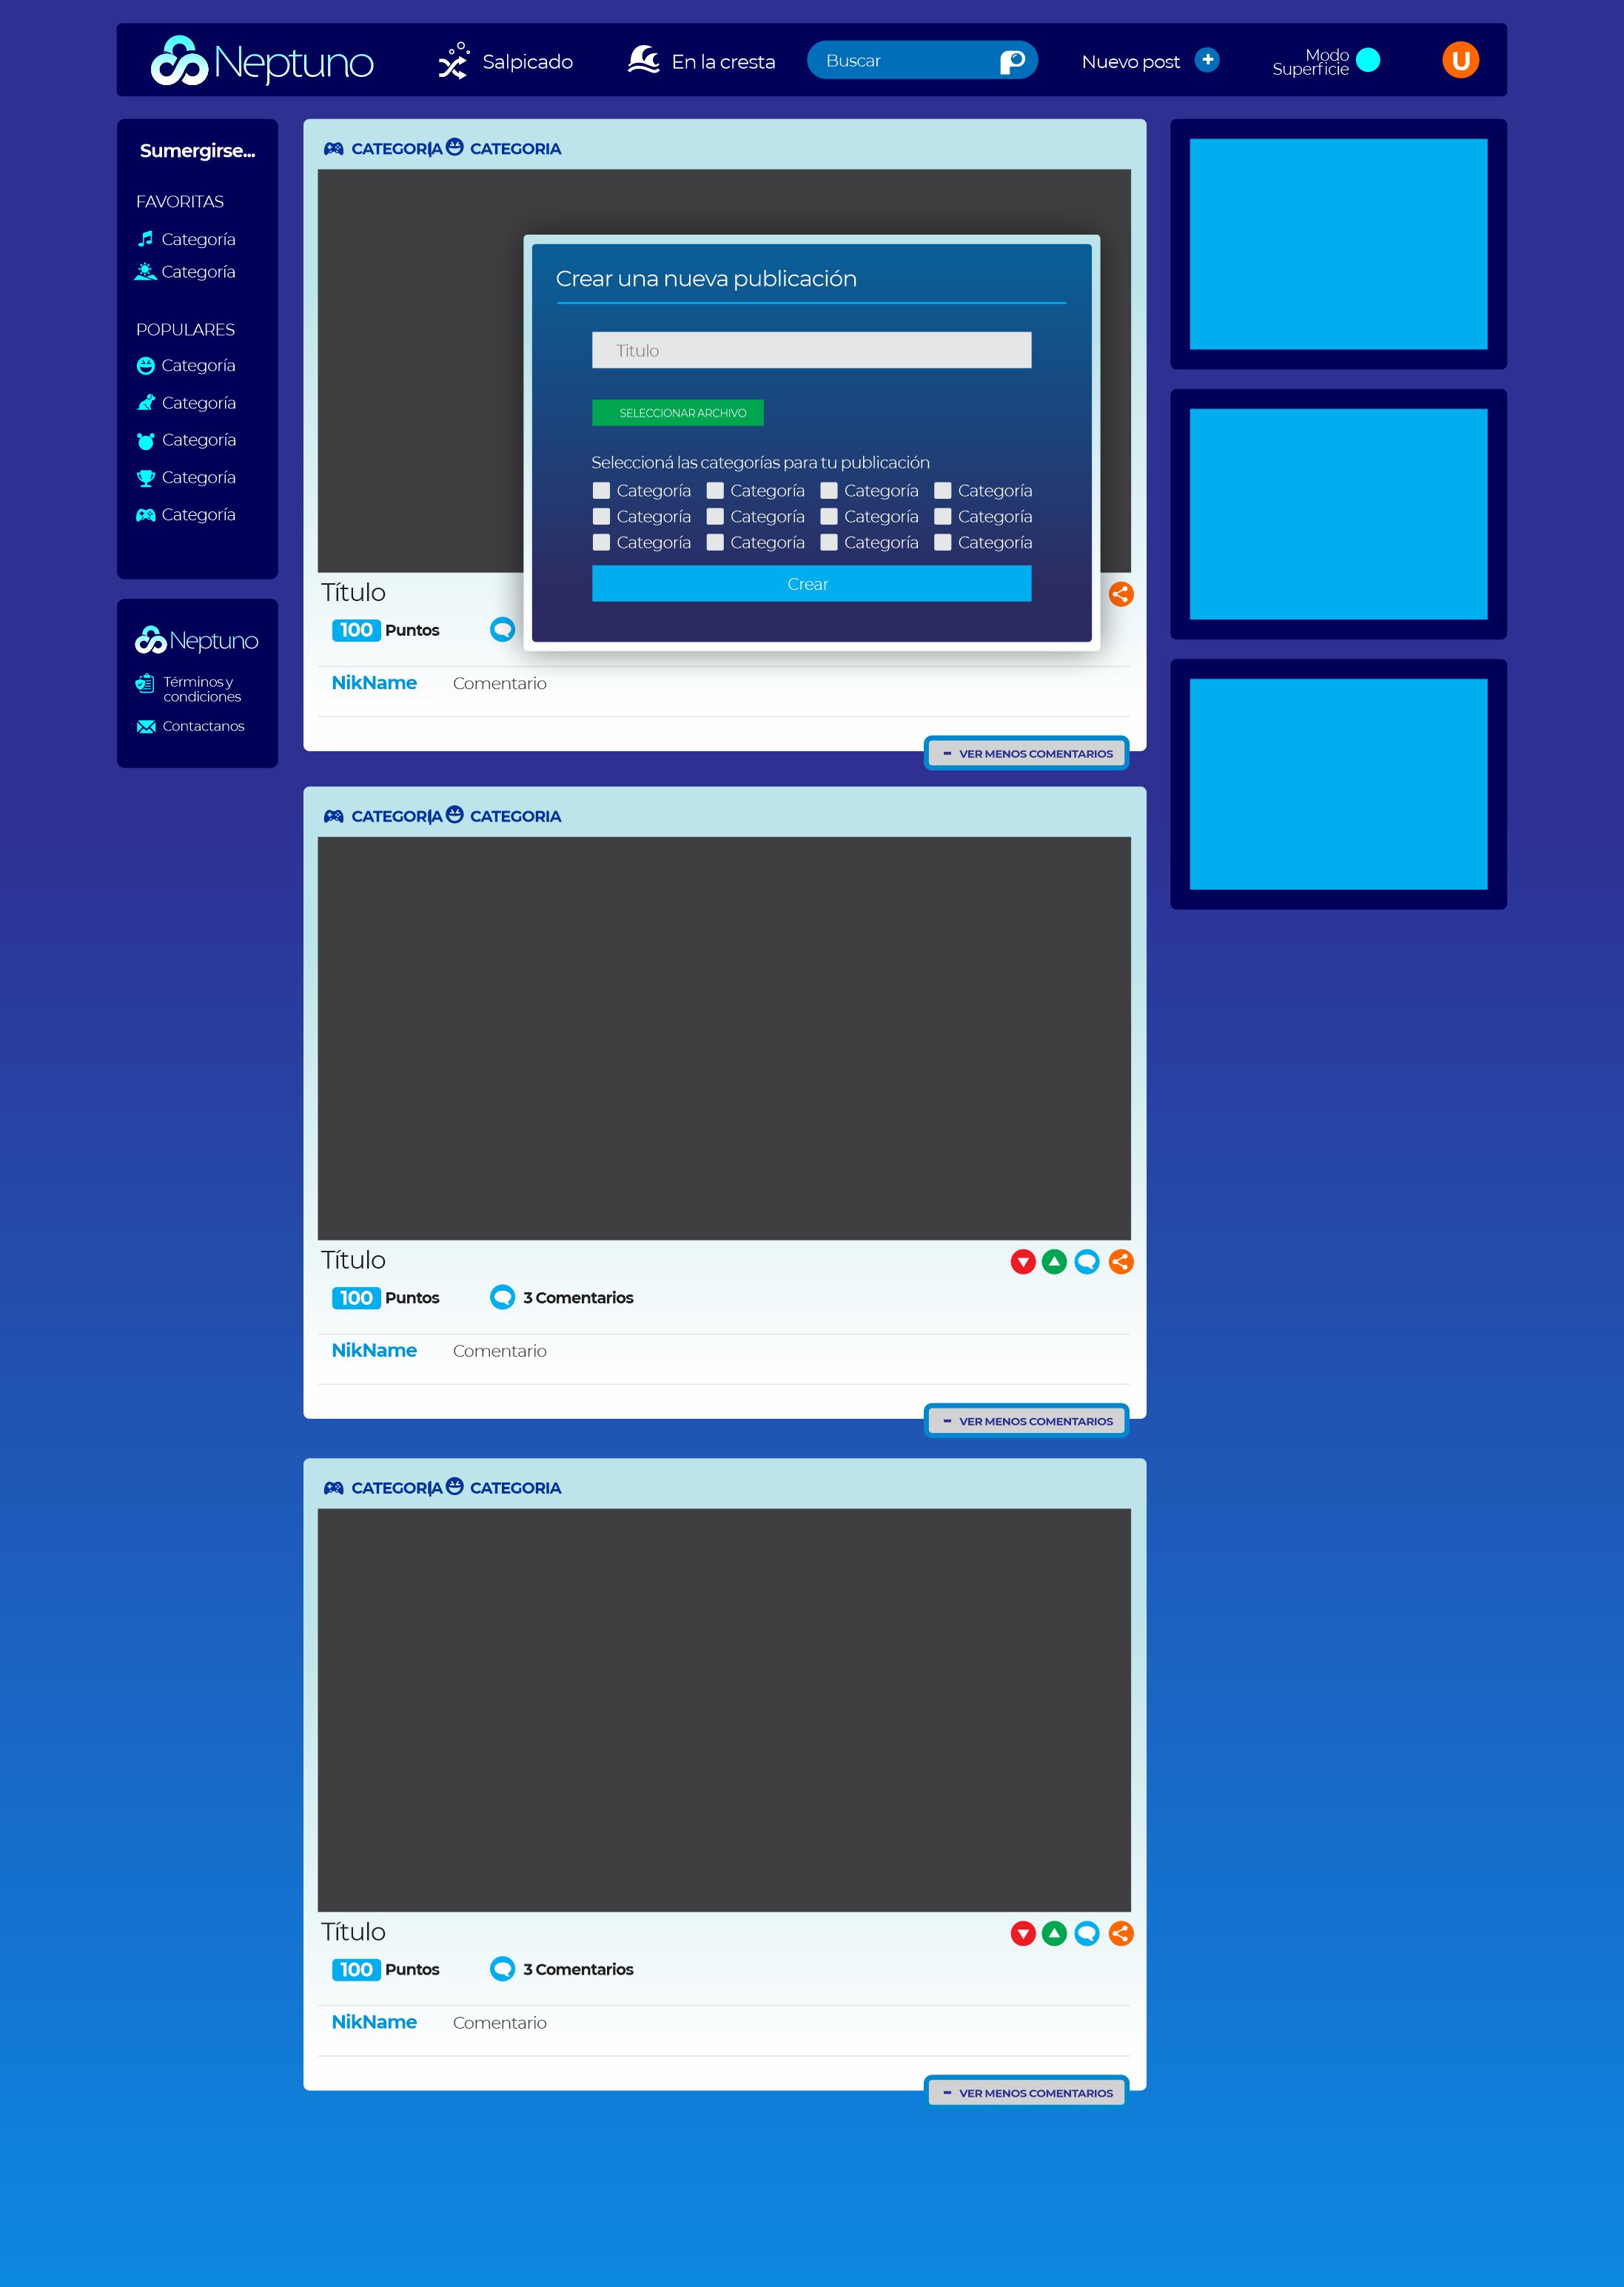 Neptuno
Salpicado
En la cresta
Buscar
Nuevo post
Modo
Superficie
U
Sumergirse...
FAVORITAS
Categoría
Categoría
POPULARES
Categoría
Categoría
Categoría
Categoría
Categoría
Neptuno
Términos y
condiciones
Contactanos
CATEGORÍA CATEGORIA
Crear una nueva publicación
Titulo
SELECCIONAR ARCHIVO
Seleccioná las categorías para tu publicación
Categoría Categoría Categoría Categoría
Categoría Categoría Categoría Categoría
Categoría Categoría Categoría Categoría
Crear
Título
100 Puntos
NikName Comentario
- VER MENOS COMENTARIOS
CATEGORÍA CATEGORIA
Título
100 Puntos 3 Comentarios
NikName Comentario
- VER MENOS COMENTARIOS
CATEGORÍA CATEGORIA
Título
100 Puntos 3 Comentarios
NikName Comentario
- VER MENOS COMENTARIOS